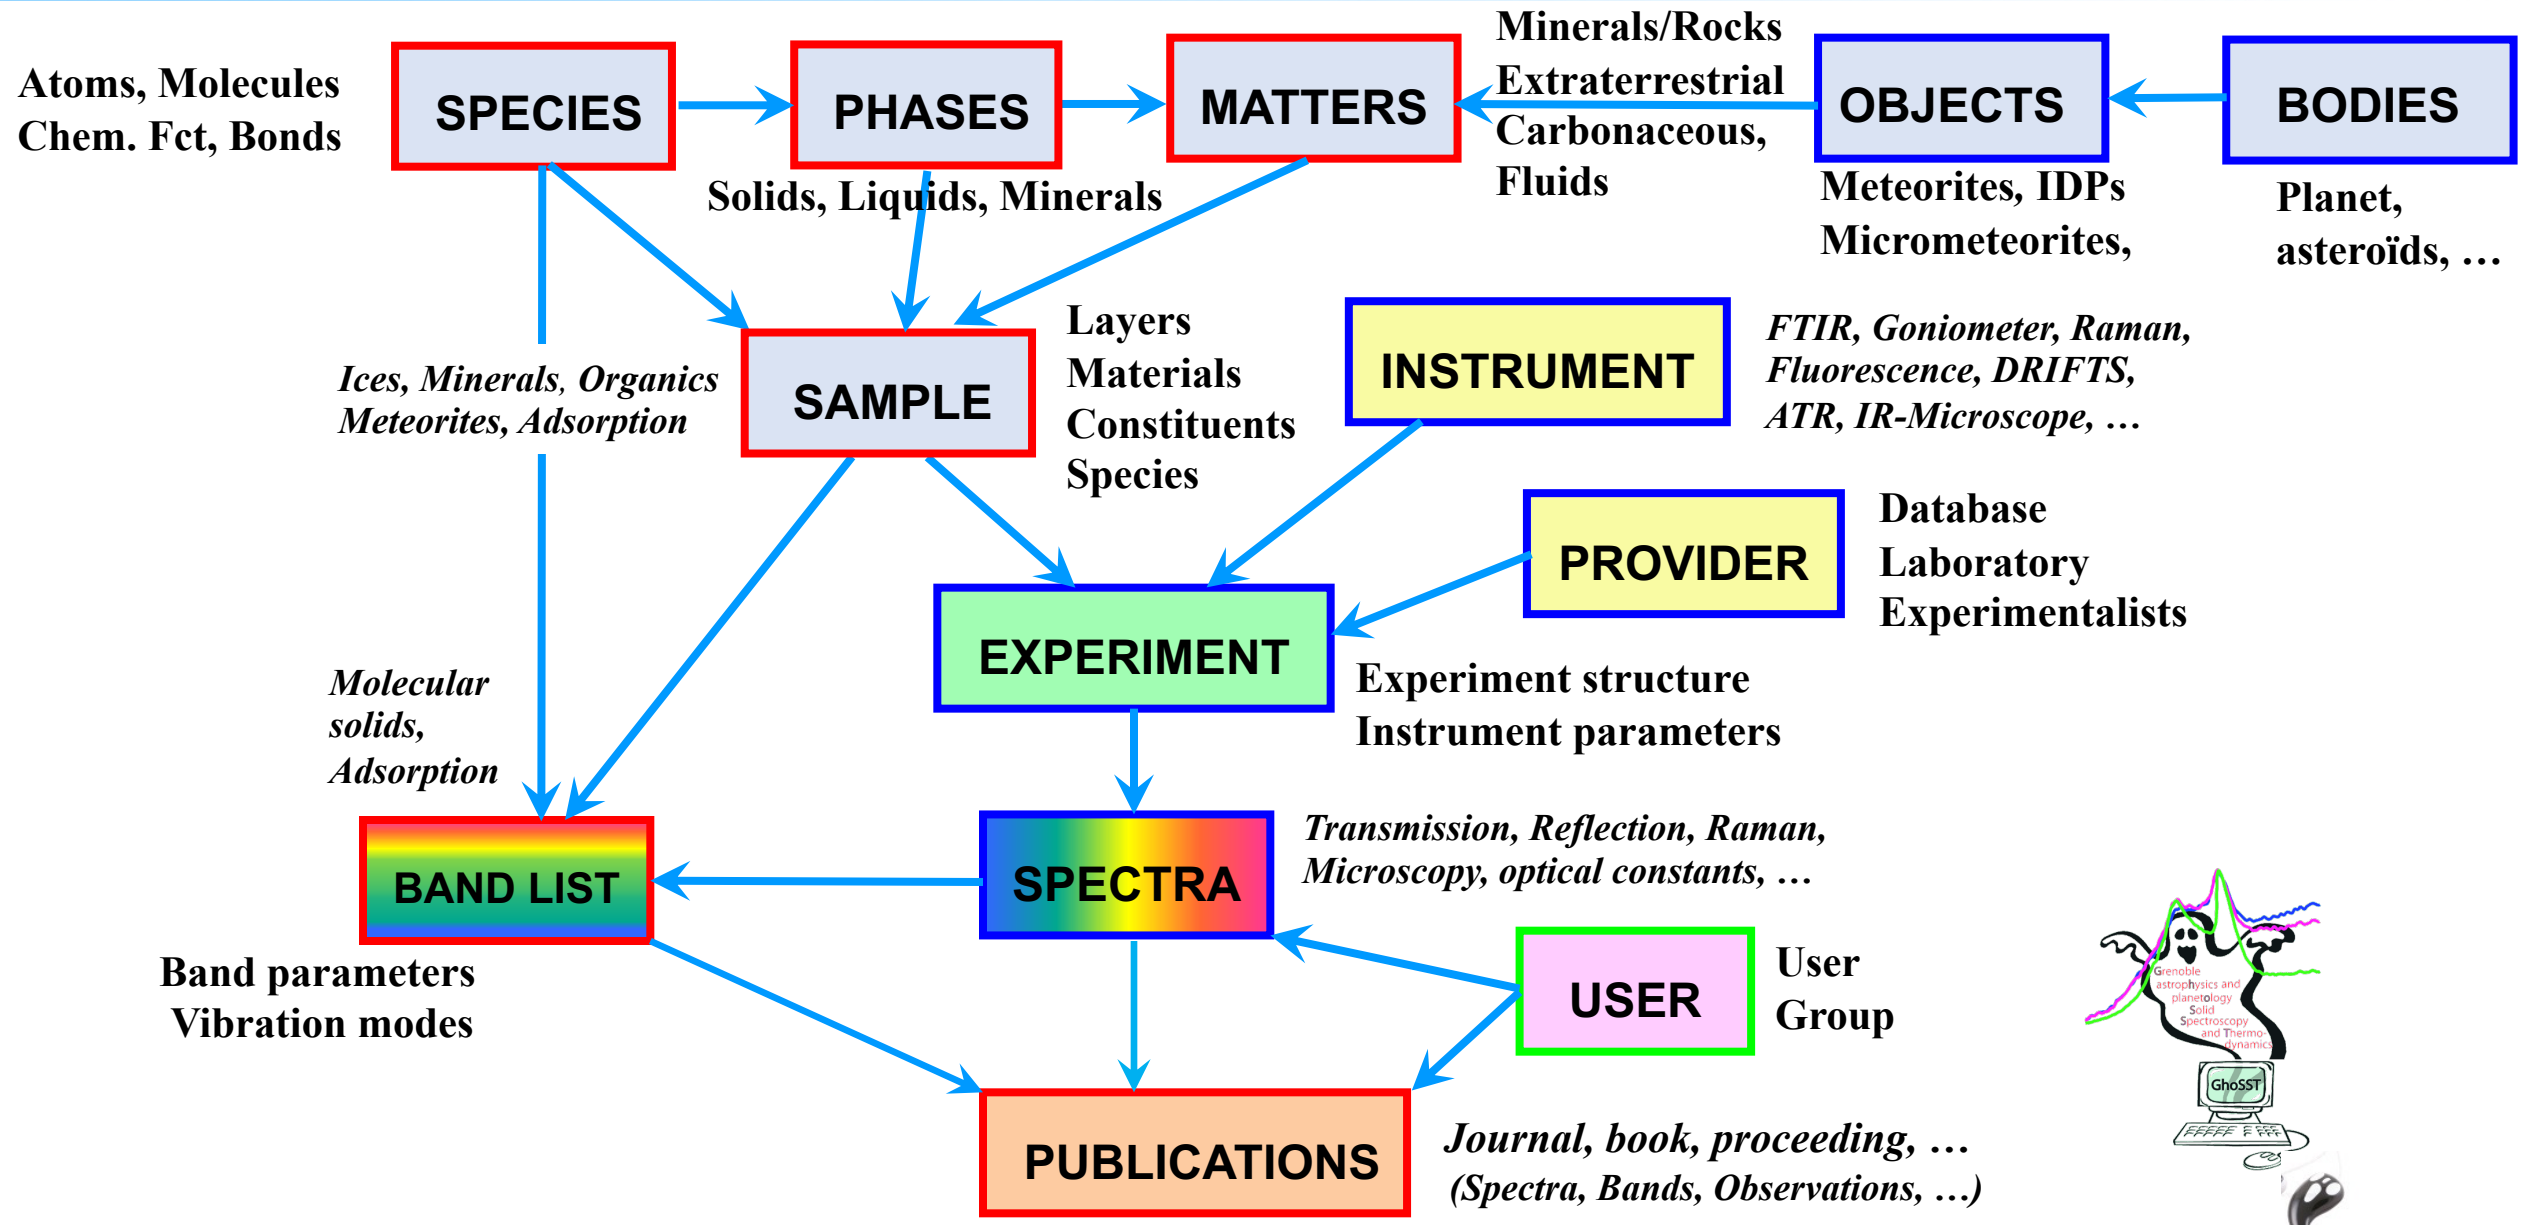 Atoms, Molecules
Chem. Fct, Bonds
SPECIES
PHASES
Solids, Liquids, Minerals
MATTERS
Minerals/Rocks
Extraterrestrial
Carbonaceous,
Fluids
OBJECTS
Meteorites, IDPs
Micrometeorites,
BODIES
Planet,
asteroïds, …
Ices, Minerals, Organics
Meteorites, Adsorption
SAMPLE
Layers
Materials
Constituents
Species
INSTRUMENT
FTIR, Goniometer, Raman,
Fluorescence, DRIFTS,
ATR, IR-Microscope, …
PROVIDER
Database
Laboratory
Experimentalists
EXPERIMENT
Experiment structure
Instrument parameters
Molecular
solids,
Adsorption
BAND LIST
Band parameters
Vibration modes
SPECTRA
Transmission, Reflection, Raman,
Microscopy, optical constants, …
USER
User
Group
PUBLICATIONS
Journal, book, proceeding, …
(Spectra, Bands, Observations, …)
Grenoble
astrophysics and
planetology
Solid
Spectroscopy
and Thermo-
dynamics
GhoSST